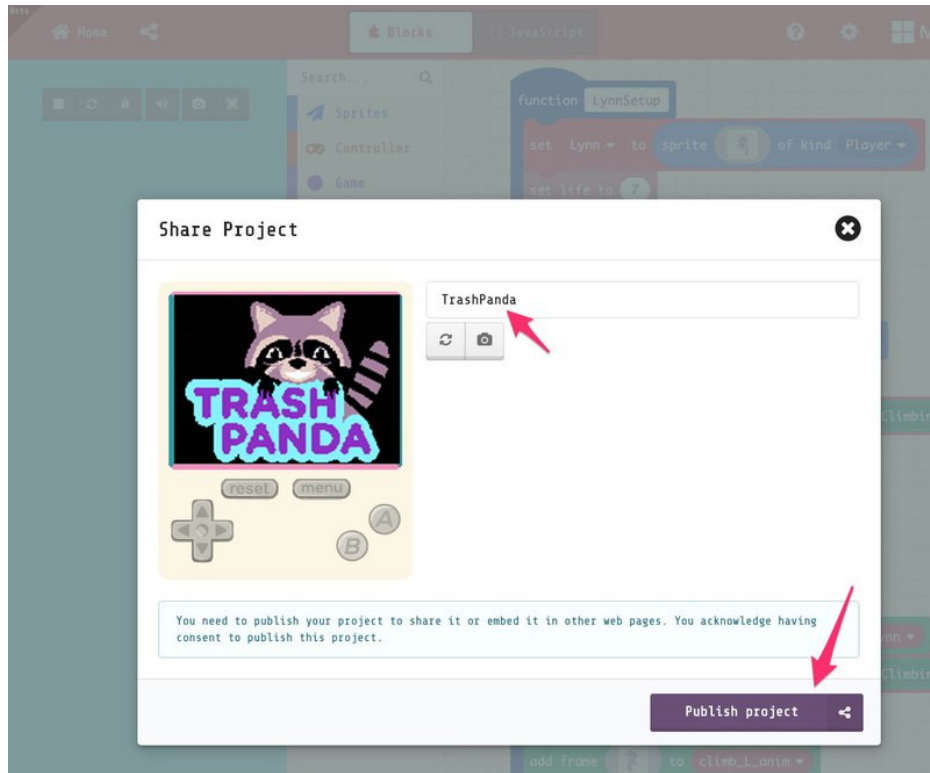 Beta
Home
Blocks
JavaScript
Search...
Sprites
Controller
Game
function LynnSetup
set Lynn to sprite of kind Player
set life to 7
Share Project
TrashPanda
TRASH
PANDA
reset menu
A
B
You need to publish your project to share it or embed it in other web pages. You acknowledge having
consent to publish this project.
Publish project
add frame to climb_L_anim